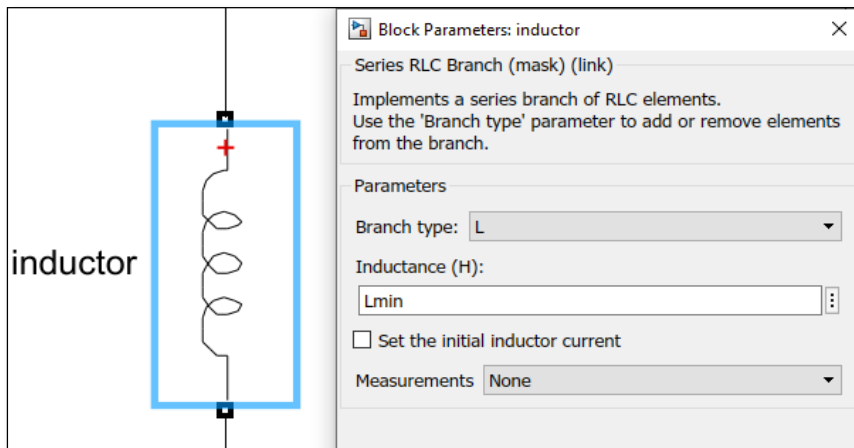 inductor
Block Parameters: inductor
Series RLC Branch (mask) (link)
Implements a series branch of RLC elements.
Use the 'Branch type' parameter to add or remove elements
from the branch.
Parameters
Branch type: L
Inductance (H):
Lmin
Set the initial inductor current
Measurements None